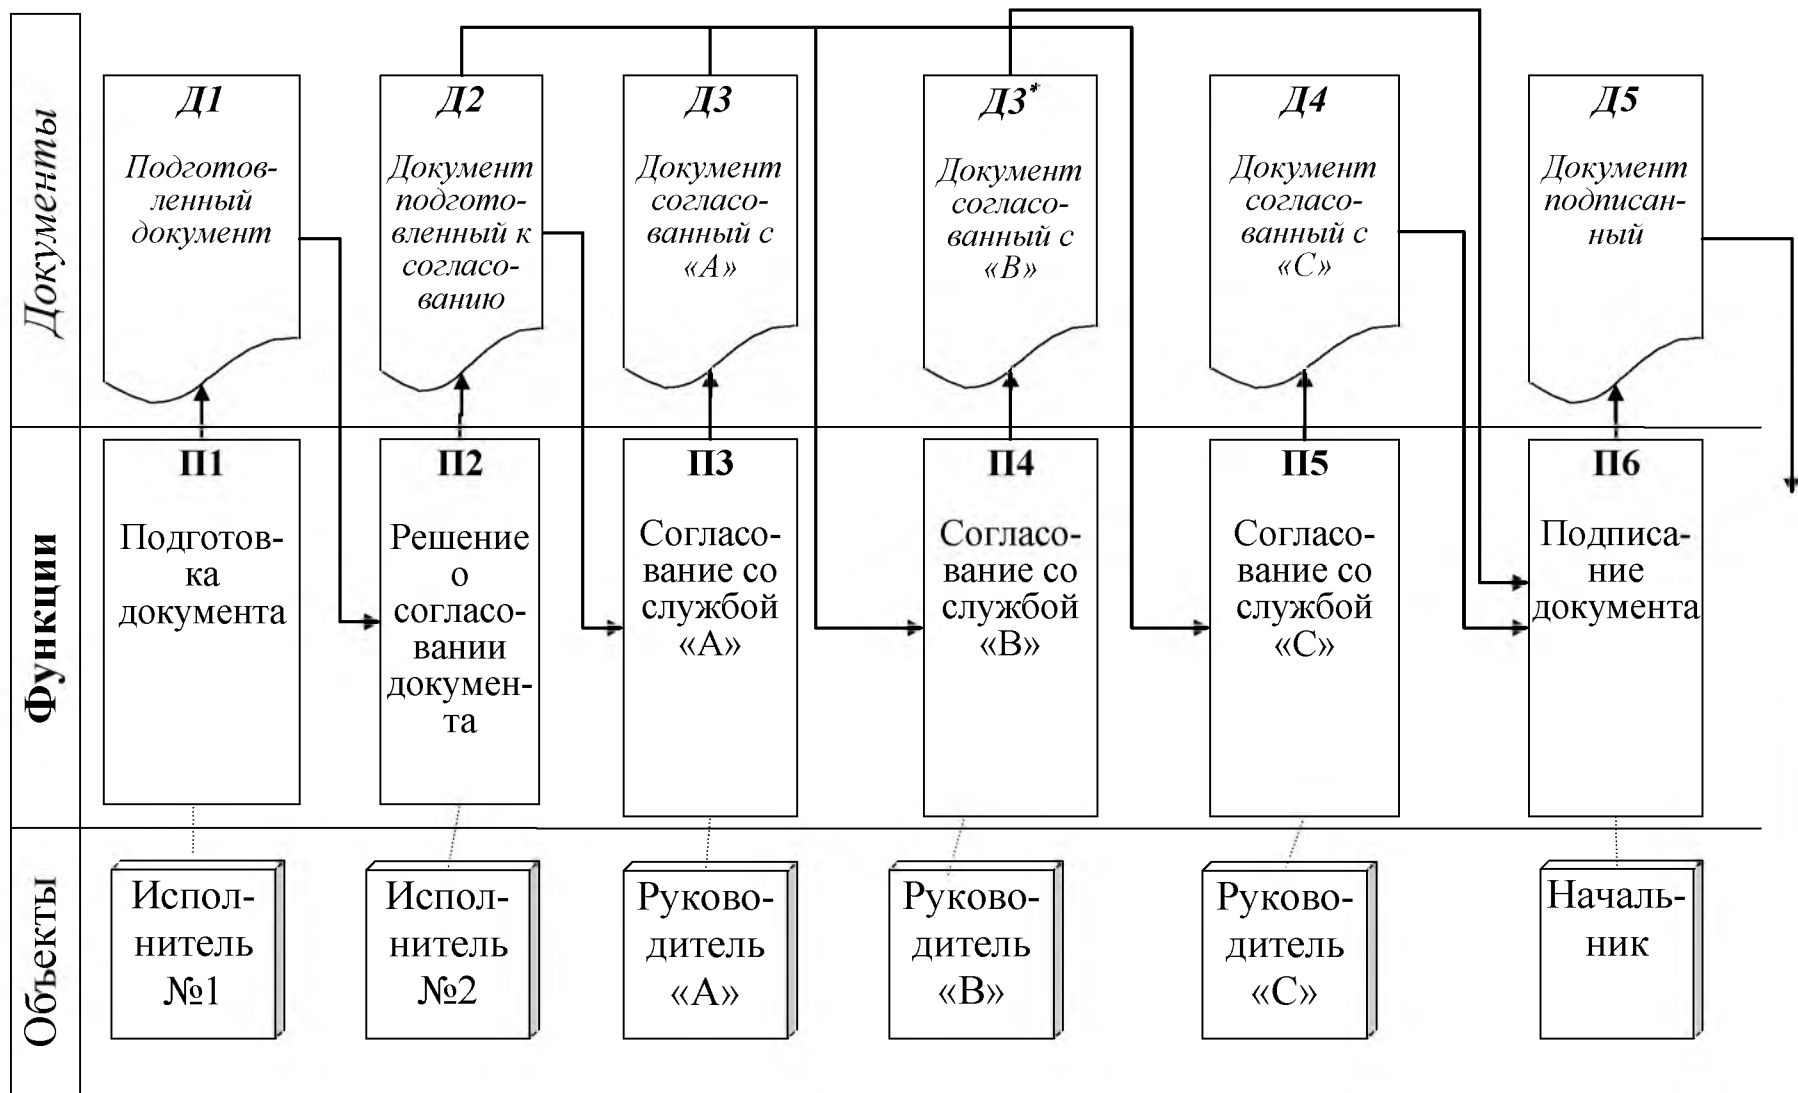 Документы
Д1
Подготов-
ленный
документ
Д2
Документ
подгото-
вленный к
согласо-
ванию
Д3
Документ
согласо-
ванный с
«А»
Д3*
Документ
согласо-
ванный с
«В»
Д4
Документ
согласо-
ванный с
«С»
Д5
Документ
подписан-
ный
Функции
П1
Подготов-
ка
документа
П2
Решение
о
согласо-
вании
докумен-
та
П3
Согласо-
вание со
службой
«А»
П4
Согласо-
вание со
службой
«В»
П5
Согласо-
вание со
службой
«С»
П6
Подписа-
ние
документа
Объекты
Испол-
нитель
№1
Испол-
нитель
№2
Руково-
дитель
«А»
Руково-
дитель
«В»
Руково-
дитель
«С»
Началь-
ник